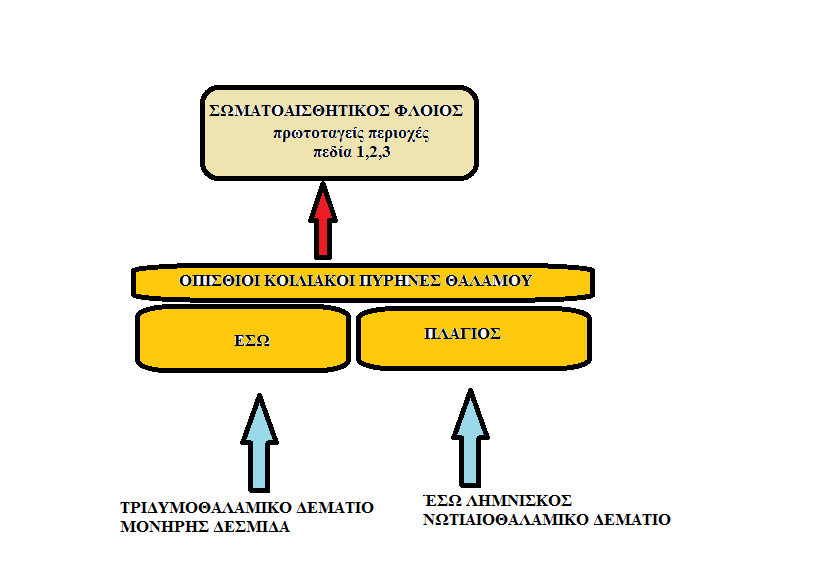 ΣΩΜΑΤΟΑΙΣΘΗΤΙΚΟΣ ΦΛΟΙΟΣ
πρωτοταγείς περιοχές
πεδία 1,2,3
ΟΠΙΣΘΙΟΙ ΚΟΙΛΙΑΚΟΙ ΠΥΡΗΝΕΣ ΘΑΛΑΜΟΥ
ΕΣΩ
ΠΛΑΓΙΟΣ
ΤΡΙΔΥΜΟΘΑΛΑΜΙΚΟ ΔΕΜΑΤΙΟ
ΜΟΝΗΡΗΣ ΔΕΣΜΙΔΑ
ΈΣΩ ΛΗΜΝΙΣΚΟΣ
ΝΩΤΙΑΙΟΘΑΛΑΜΙΚΟ ΔΕΜΑΤΙΟ